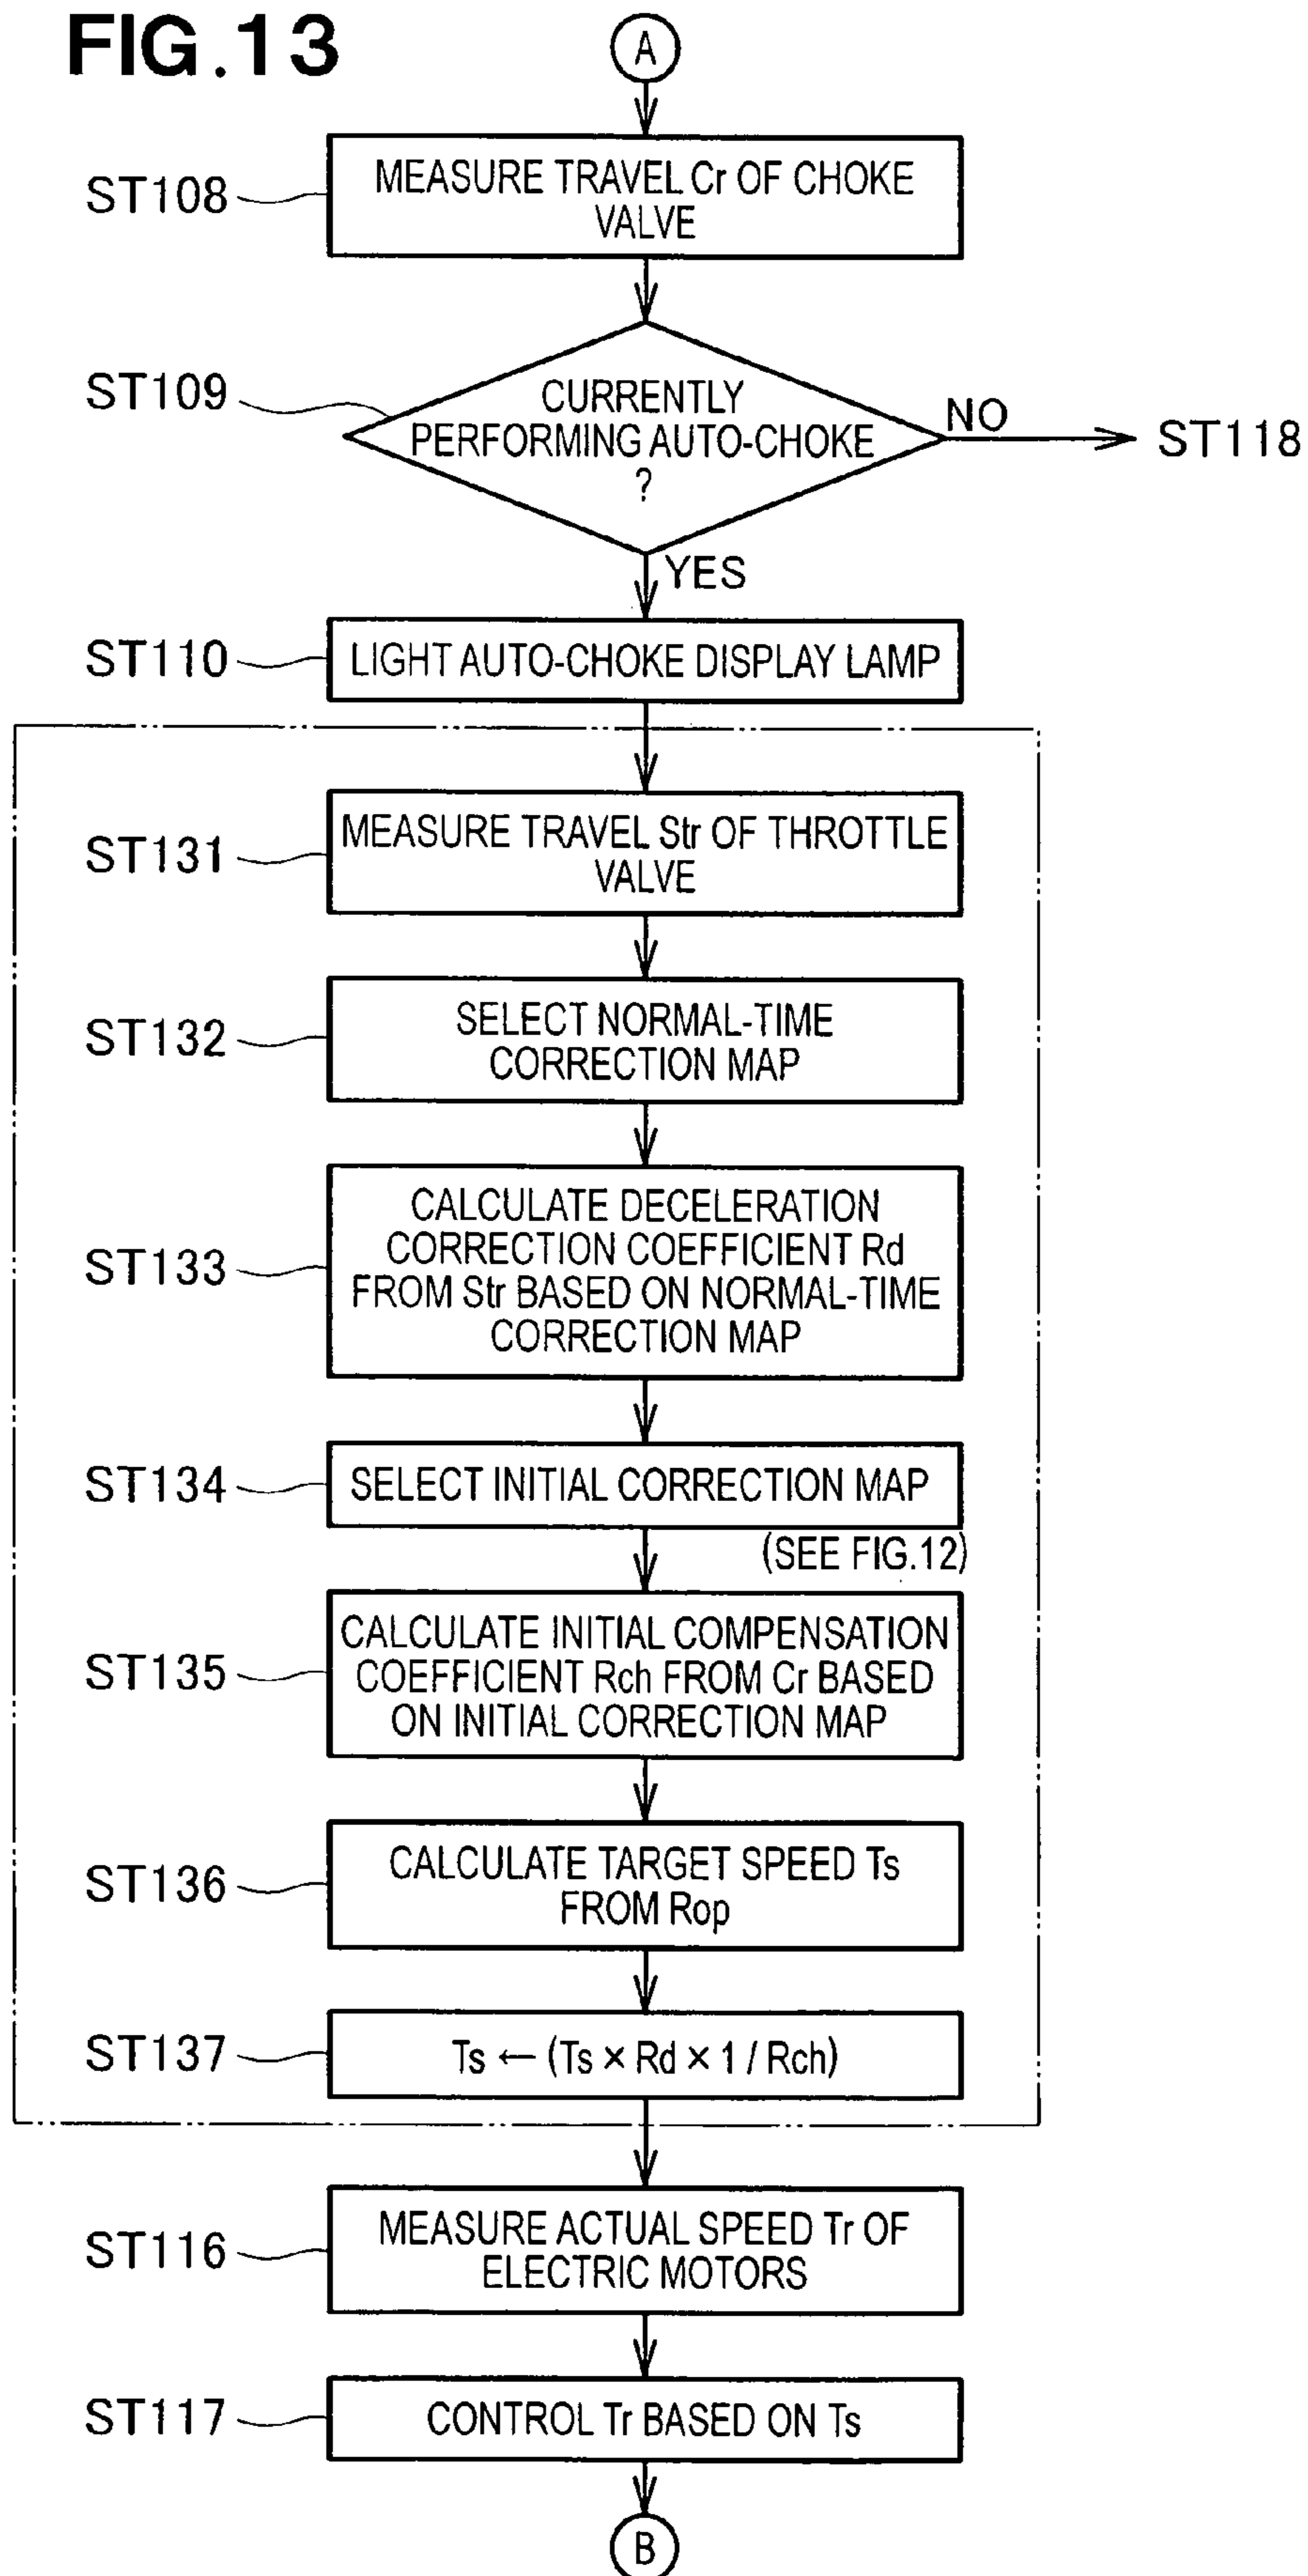 FIG.13
A
ST108
MEASURE TRAVEL Cr OF CHOKE
VALVE
ST109
CURRENTLY
PERFORMING AUTO-CHOKE
?
NO
ST118
YES
ST110
LIGHT AUTO-CHOKE DISPLAY LAMP
ST131
MEASURE TRAVEL Str OF THROTTLE
VALVE
ST132
SELECT NORMAL-TIME
CORRECTION MAP
ST133
CALCULATE DECELERATION
CORRECTION COEFFICIENT Rd
FROM Str BASED ON NORMAL-TIME
CORRECTION MAP
ST134
SELECT INITIAL CORRECTION MAP
(SEE FIG.12)
ST135
CALCULATE INITIAL COMPENSATION
COEFFICIENT Rch FROM Cr BASED
ON INITIAL CORRECTION MAP
ST136
CALCULATE TARGET SPEED Ts
FROM Rop
ST137
Ts ← (Ts × Rd × 1 / Rch)
ST116
MEASURE ACTUAL SPEED Tr OF
ELECTRIC MOTORS
ST117
CONTROL Tr BASED ON Ts
B